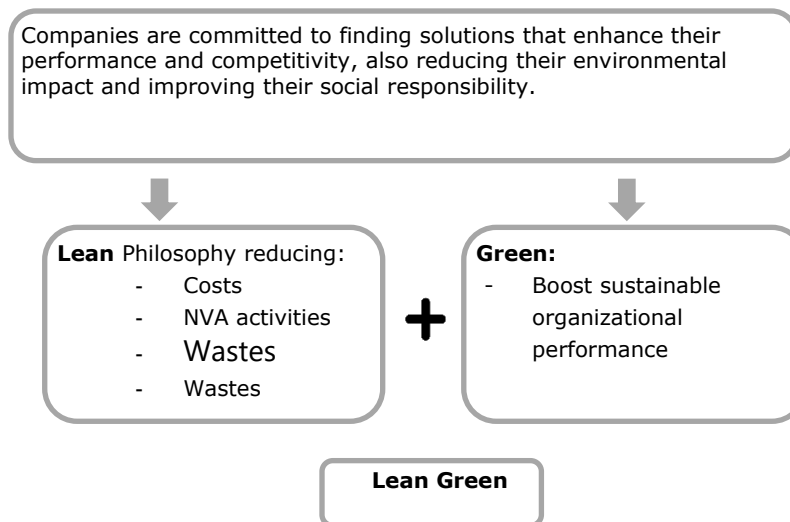 Companies are committed to finding solutions that enhance their
performance and competitivity, also reducing their environmental
impact and improving their social responsibility.
Lean Philosophy reducing:
- Costs
- NVA activities
- Wastes
- Wastes
+
Green:
- Boost sustainable
organizational
performance
Lean Green